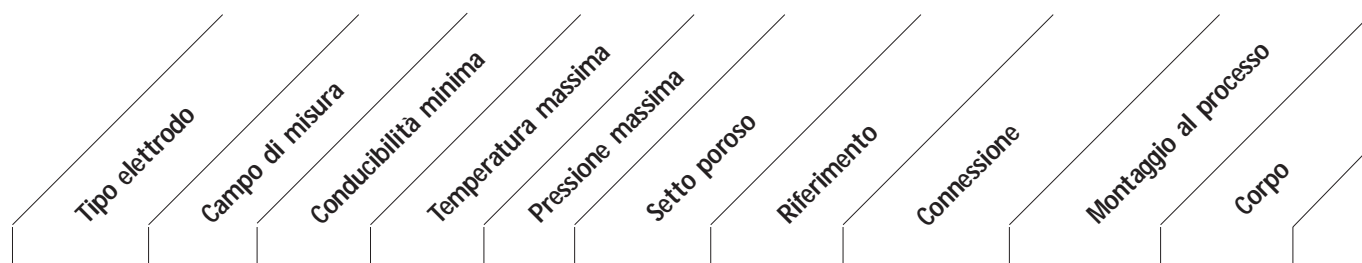 Tipo elettrodo
Campo di misura
Conducibilità minima
Temperatura massima
Pressione massima
Setto poroso
Riferimento
Connessione
Montaggio al processo
Corpo